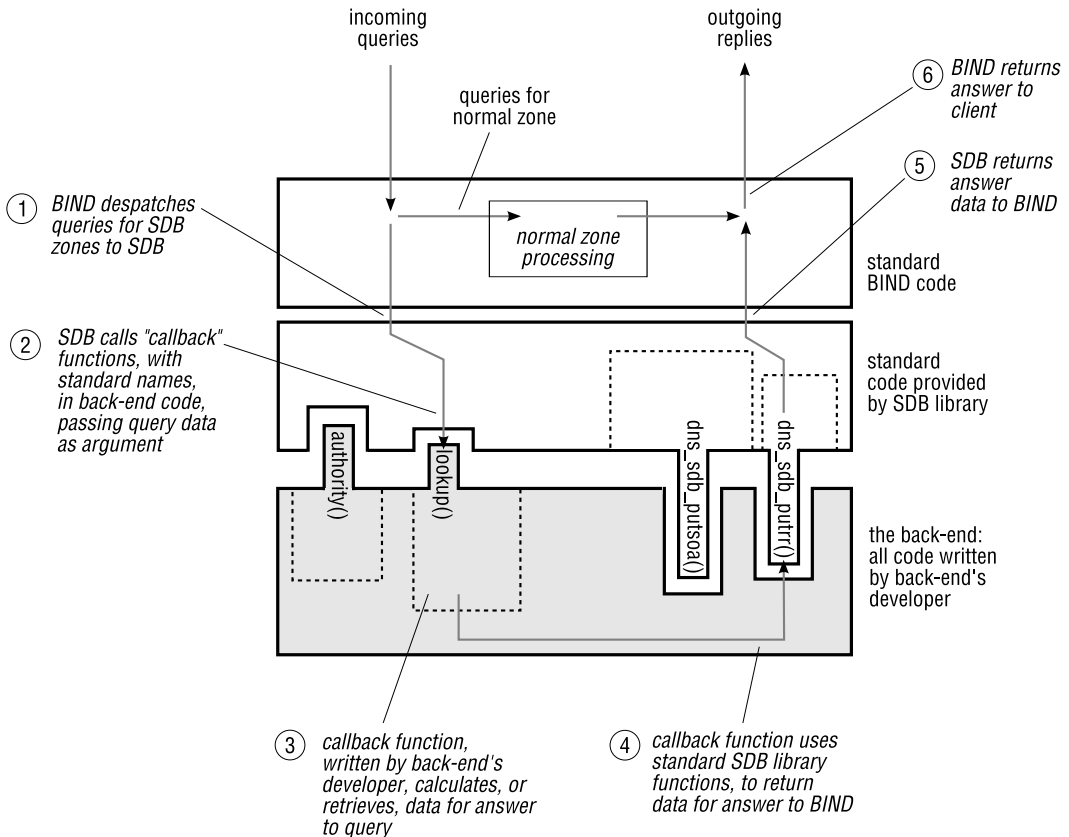 incoming
queries
outgoing
replies
6
BIND returns
answer to
client
queries for
normal zone
5
SDB returns
answer
data to BIND
1
BIND despatches
queries for SDB
zones to SDB
normal zone
processing
standard
BIND code
2
SDB calls "callback"
functions, with
standard names,
in back-end code,
passing query data
as argument
standard
code provided
by SDB library
authority()
lookup()
dns_sdb_putsoa()
dns_sdb_putrr()
the back-end:
all code written
by back-end's
developer
3
callback function,
written by back-end's
developer, calculates, or
retrieves, data for answer
to query
4
callback function uses
standard SDB library
functions, to return
data for answer to BIND